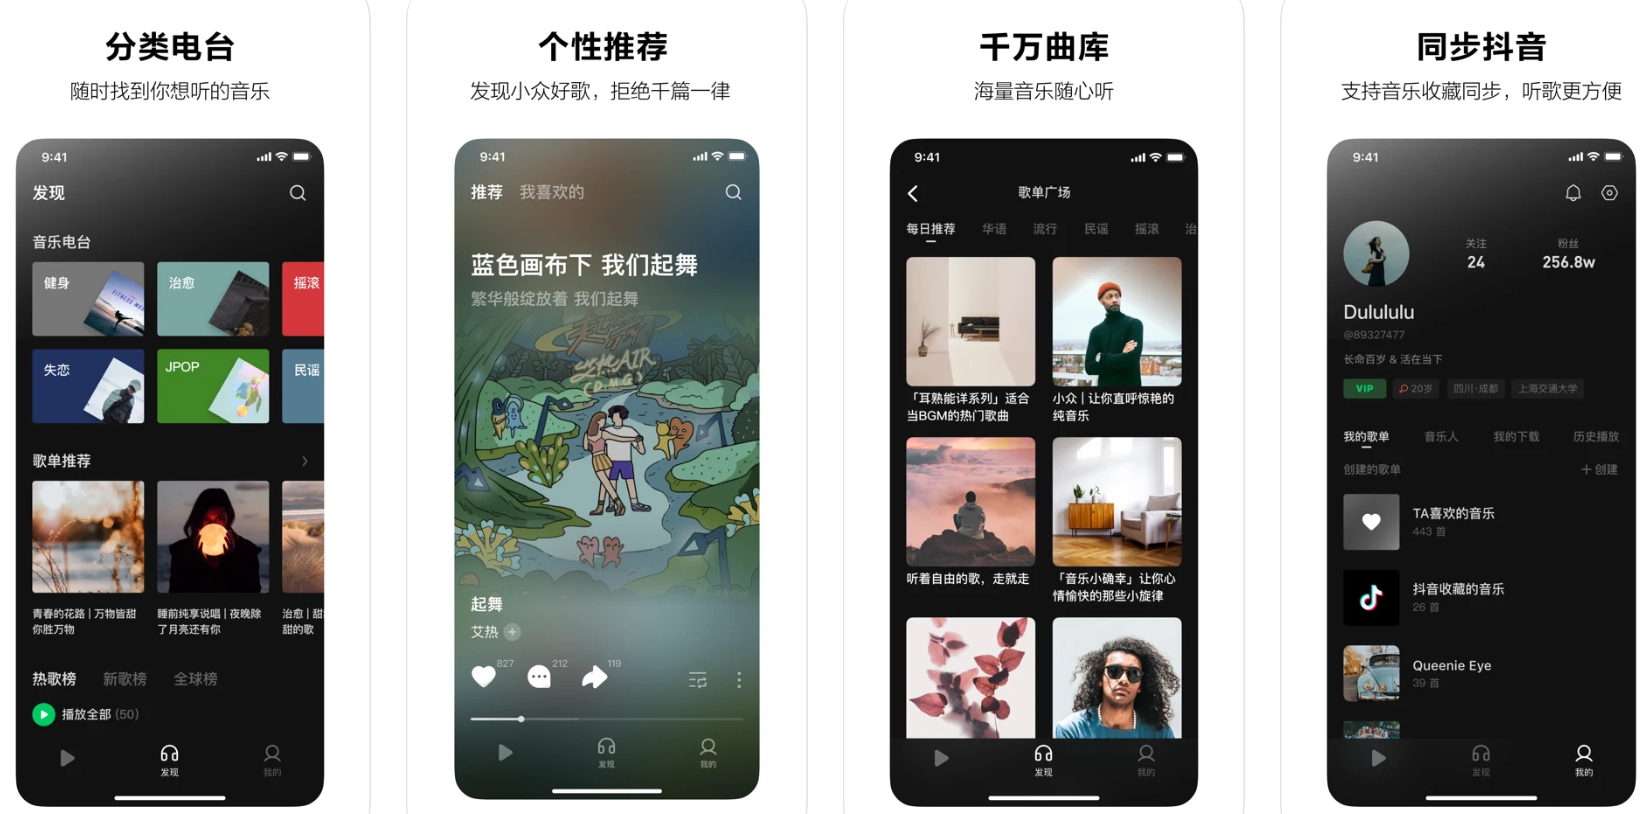 分类电台
随时找到你想听的音乐
9:41
发现
音乐电台
健身
治愈
摇滚
失恋
JPOP
民谣
歌单推荐
青春的花路 | 万物皆甜
你胜万物
睡前纯享说唱 | 夜晚除
了月亮还有你
治愈 | 甜
甜的歌
热歌榜 新歌榜 全球榜
播放全部 (50)
发现
我的
个性推荐
发现小众好歌，拒绝千篇一律
9:41
推荐 我喜欢的
蓝色画布下 我们起舞
繁华般绽放着 我们起舞
起舞
艾热
827
212
119
发现
我的
千万曲库
海量音乐随心听
9:41
歌单广场
每日推荐 华语 流行 民谣 摇滚 治
「耳熟能详系列」适合
当BGM的热门歌曲
小众 | 让你直呼惊艳的
纯音乐
听着自由的歌，走就走
「音乐小确幸」让你心
情愉快的那些小旋律
发现
我的
同步抖音
支持音乐收藏同步，听歌更方便
9:41
关注
24
粉丝
256.8w
Dulululu
@89327477
长命百岁 & 活在当下
VIP
20岁
四川·成都
上海交通大学
我的歌单 音乐人 我的下载 历史播放
创建的歌单
创建
TA喜欢的音乐
443 首
抖音收藏的音乐
26 首
Queenie Eye
39 首
发现
我的